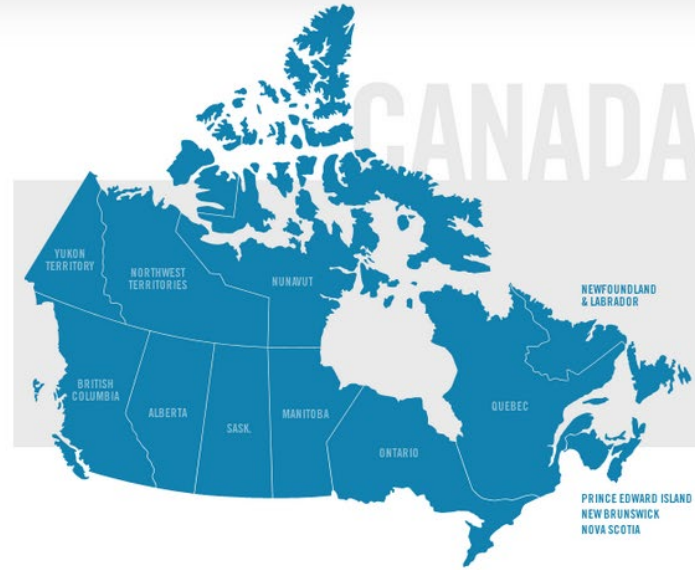 CANADA
YUKON
TERRITORY
NORTHWEST
TERRITORIES
NUNAVUT
NEWFOUNDLAND
& LABRADOR
BRITISH
COLUMBIA
ALBERTA
SASK.
MANITOBA
ONTARIO
QUEBEC
PRINCE EDWARD ISLAND
NEW BRUNSWICK
NOVA SCOTIA